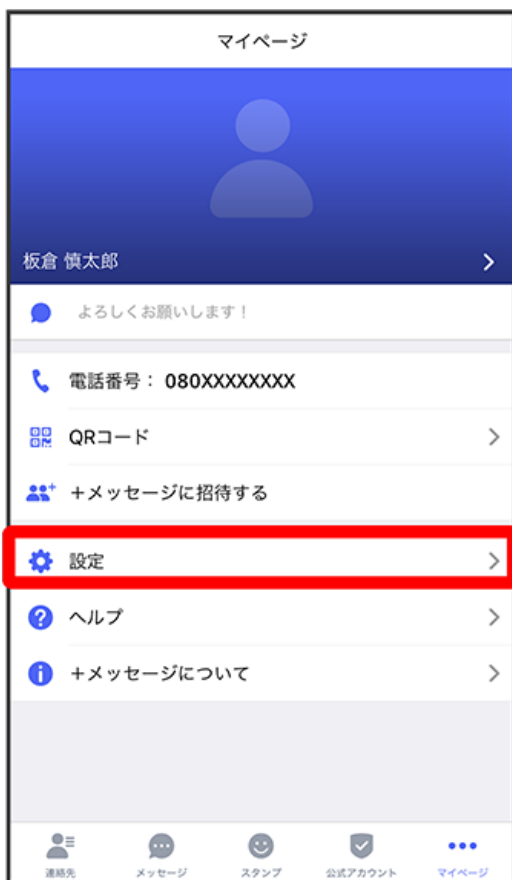 マイページ
板倉 慎太郎
よろしくお願いします！
電話番号： 080XXXXXXXX
QRコード
+メッセージに招待する
設定
ヘルプ
+メッセージについて
連絡先 メッセージ スタンプ 公式アカウント マイページ